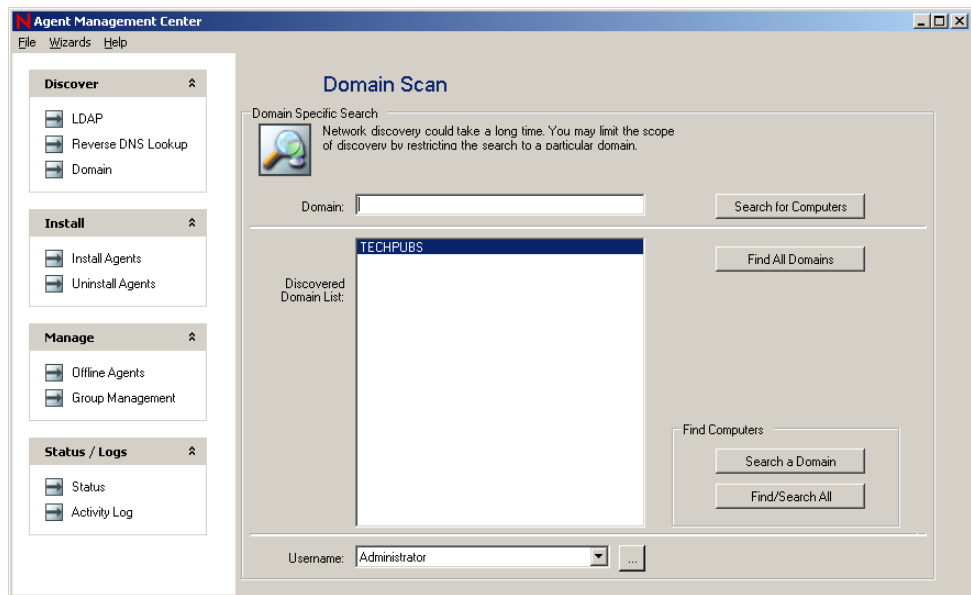 Agent Management Center
File Wizards Help
Discover
LDAP
Reverse DNS Lookup
Domain
Install
Install Agents
Uninstall Agents
Manage
Offline Agents
Group Management
Status / Logs
Status
Activity Log
Domain Scan
Domain Specific Search
Network discovery could take a long time. You may limit the scope
of discovery by restricting the search to a particular domain.
Domain:
Search for Computers
TECHPUBS
Find All Domains
Discovered
Domain List:
Find Computers
Search a Domain
Find/Search All
Username:
Administrator
...